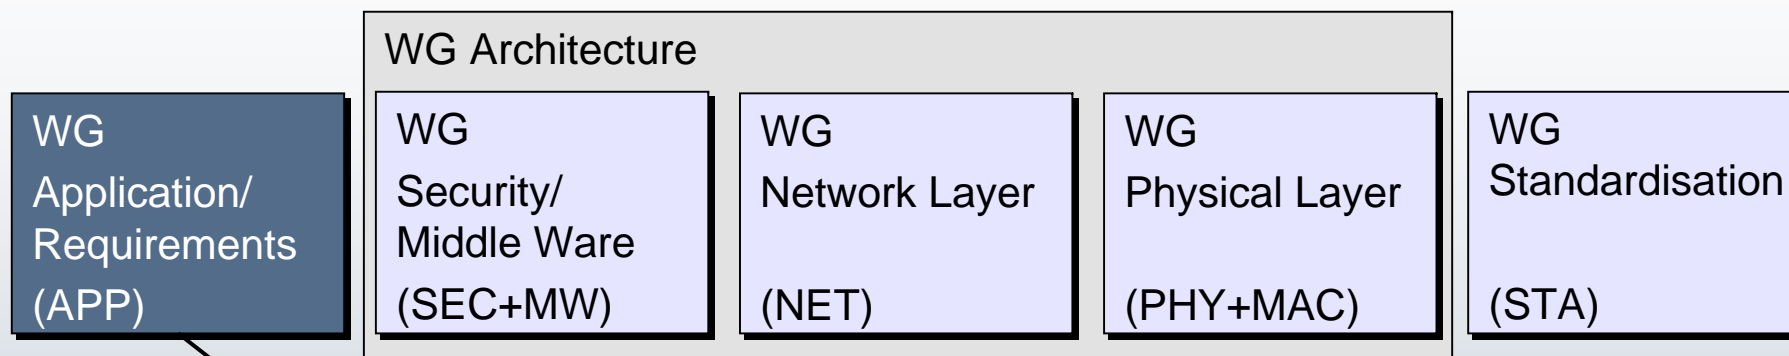 WG Architecture
WG
Application/
Requirements
(APP)
WG
Security/
Middle Ware
(SEC+MW)
WG
Network Layer
(NET)
WG
Physical Layer
(PHY+MAC)
WG
Standardisation
(STA)